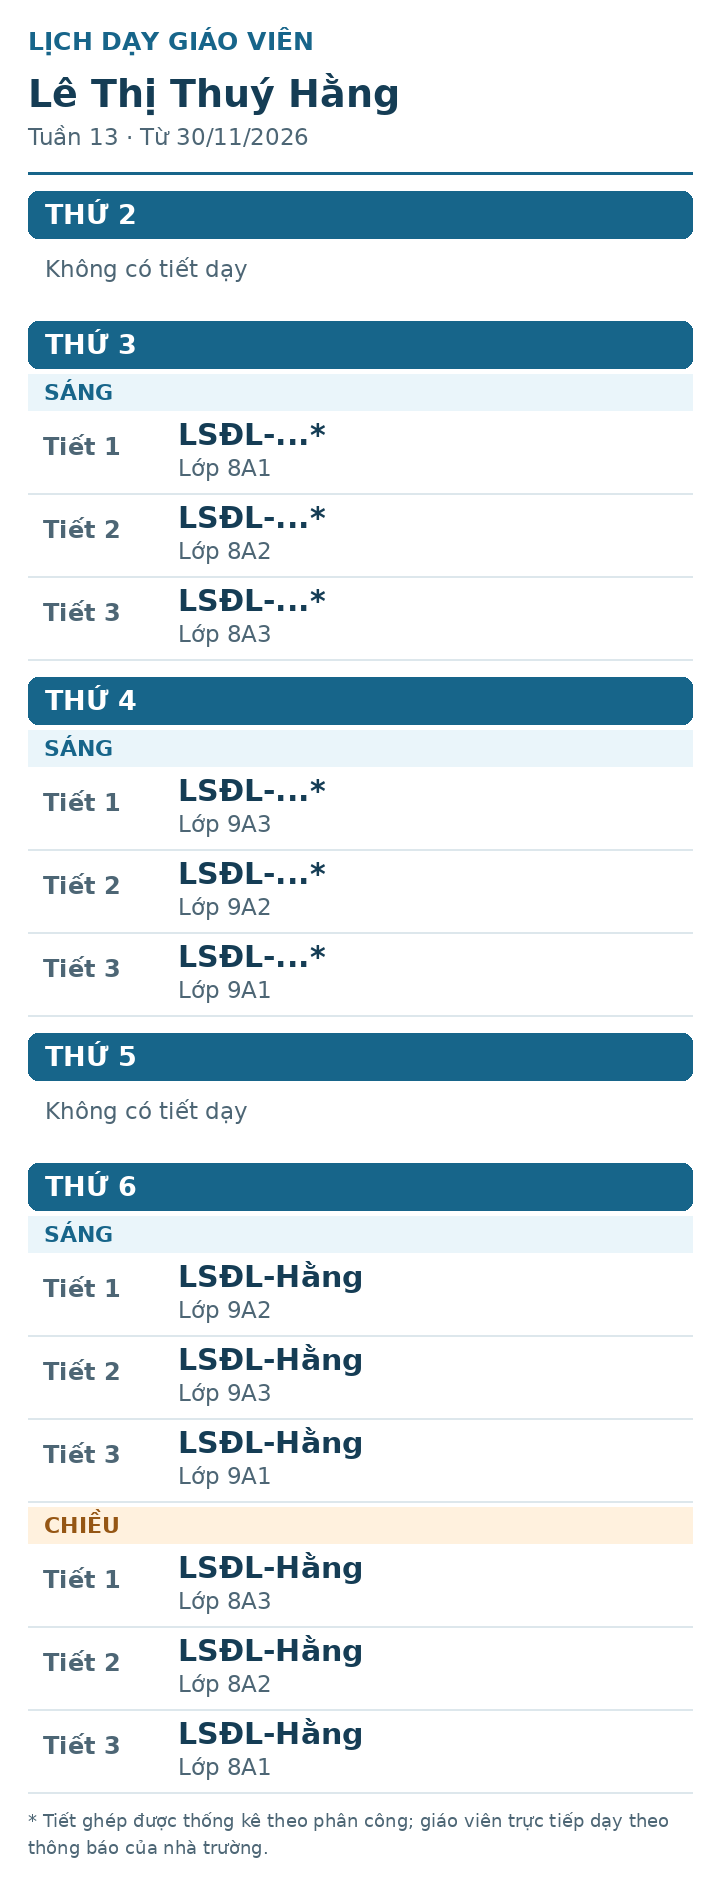 LỊCH DẠY GIÁO VIÊN
Lê Thị Thuý Hằng
Tuần 13 · Từ 30/11/2026
THỨ 2
Không có tiết dạy
THỨ 3
SÁNG
Tiết 1
LSĐL-...*
Lớp 8A1
Tiết 2
LSĐL-...*
Lớp 8A2
Tiết 3
LSĐL-...*
Lớp 8A3
THỨ 4
SÁNG
Tiết 1
LSĐL-...*
Lớp 9A3
Tiết 2
LSĐL-...*
Lớp 9A2
Tiết 3
LSĐL-...*
Lớp 9A1
THỨ 5
Không có tiết dạy
THỨ 6
SÁNG
Tiết 1
LSĐL-Hằng
Lớp 9A2
Tiết 2
LSĐL-Hằng
Lớp 9A3
Tiết 3
LSĐL-Hằng
Lớp 9A1
CHIỀU
Tiết 1
LSĐL-Hằng
Lớp 8A3
Tiết 2
LSĐL-Hằng
Lớp 8A2
Tiết 3
LSĐL-Hằng
Lớp 8A1
* Tiết ghép được thống kê theo phân công; giáo viên trực tiếp dạy theo
thông báo của nhà trường.